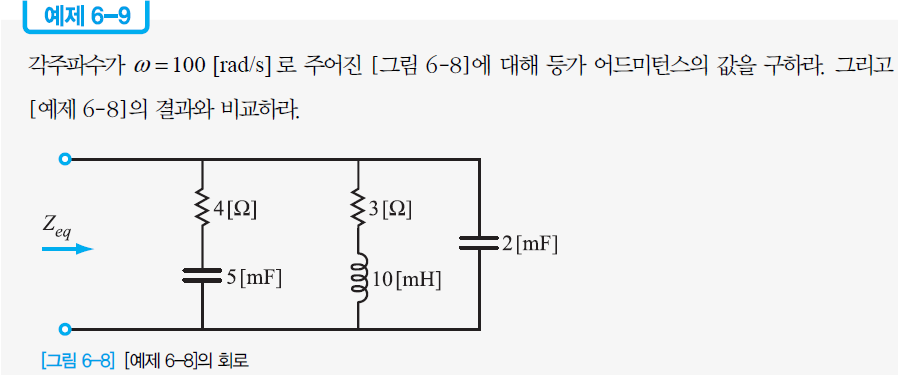 예제 6-9
각주파수가 ω=100 [rad/s]로 주어진 [그림 6-8]에 대해 등가 어드미턴스의 값을 구하라. 그리고
[예제 6-8]의 결과와 비교하라.
4[Ω]
3[Ω]
Zeq
2[mF]
5[mF]
10[mH]
[그림 6-8] [예제 6-8]의 회로